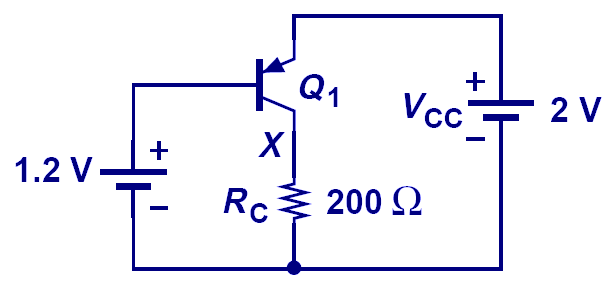 Q1
VCC
2 V
X
1.2 V
RC
200 Ω
+
−
+
−